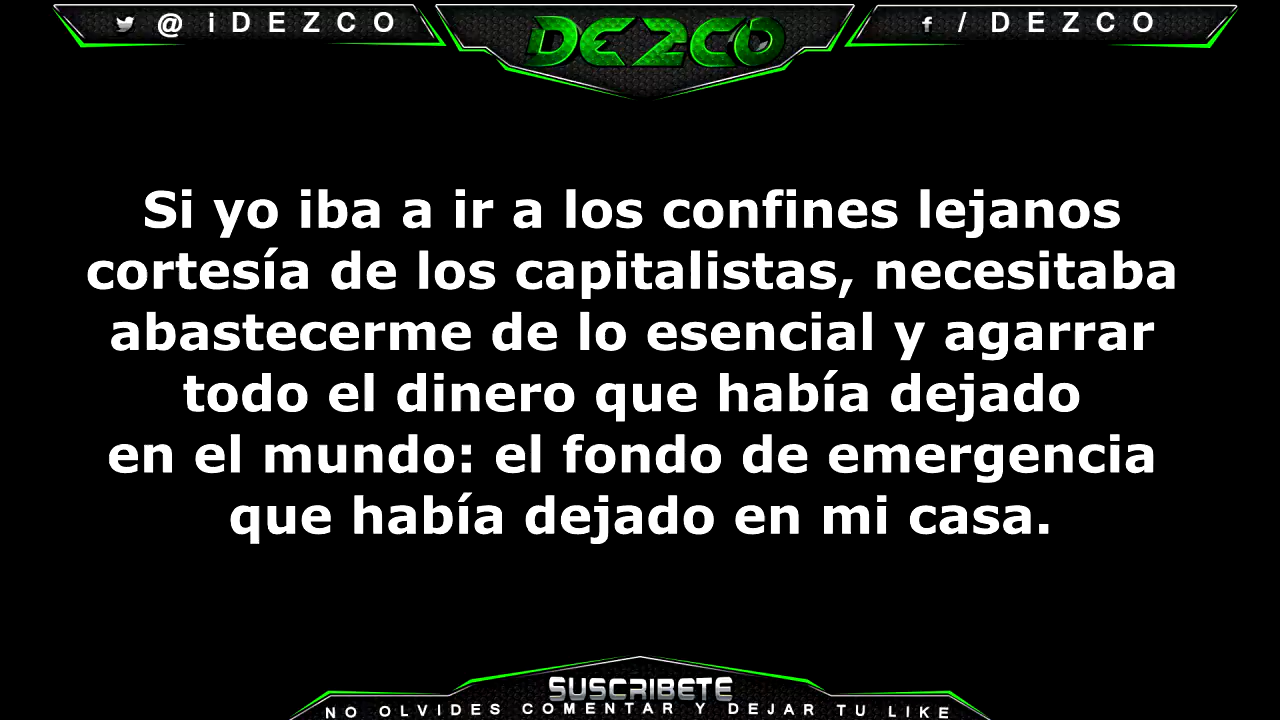 @iDEZCO
DEZCO
f / DEZCO
Si yo iba a ir a los confines lejanos
cortesía de los capitalistas, necesitaba
abastecerme de lo esencial y agarrar
todo el dinero que había dejado
en el mundo: el fondo de emergencia
que había dejado en mi casa.
SUSCRIBETE
NO OLVIDES COMENTAR Y DEJAR TU LIKE